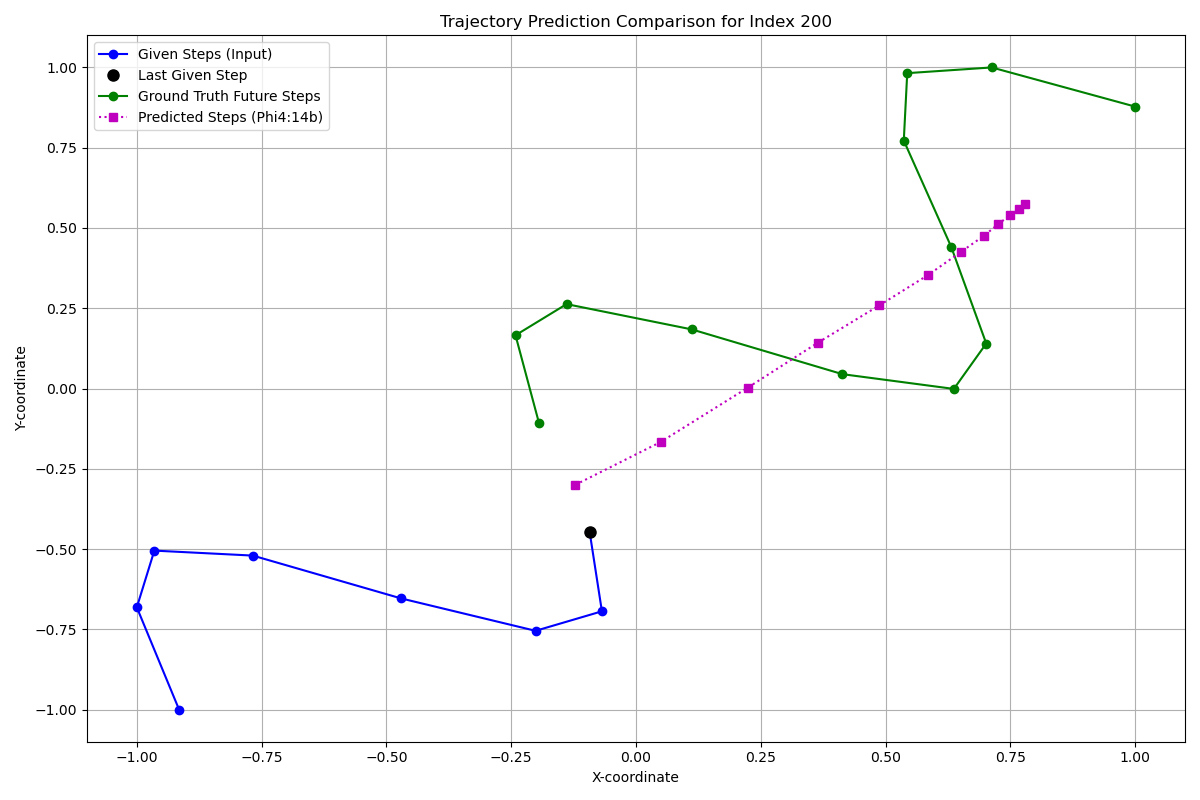 Trajectory Prediction Comparison for Index 200
Given Steps (Input)
Last Given Step
Ground Truth Future Steps
Predicted Steps (Phi4:14b)
Y-coordinate
1.00
0.75
0.50
0.25
0.00
−0.25
−0.50
−0.75
−1.00
−1.00 −0.75 −0.50 −0.25 0.00 0.25 0.50 0.75 1.00
X-coordinate